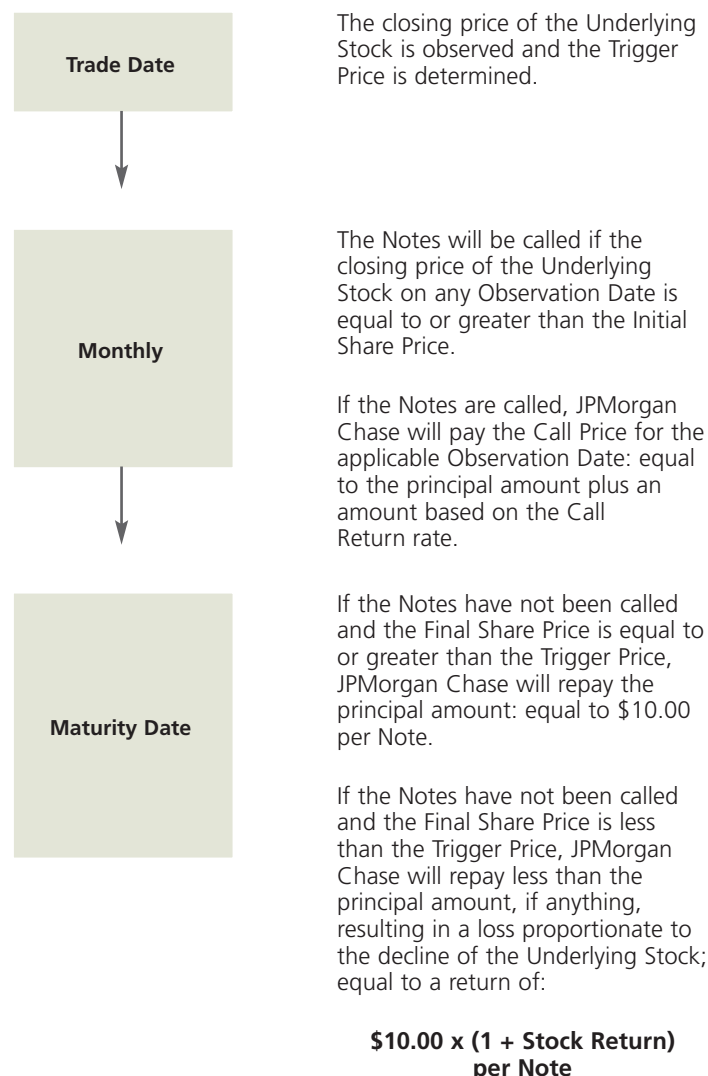 Trade Date
The closing price of the Underlying
Stock is observed and the Trigger
Price is determined.
Monthly
The Notes will be called if the
closing price of the Underlying
Stock on any Observation Date is
equal to or greater than the Initial
Share Price.
If the Notes are called, JPMorgan
Chase will pay the Call Price for the
applicable Observation Date: equal
to the principal amount plus an
amount based on the Call
Return rate.
Maturity Date
If the Notes have not been called
and the Final Share Price is equal to
or greater than the Trigger Price,
JPMorgan Chase will repay the
principal amount: equal to $10.00
per Note.
If the Notes have not been called
and the Final Share Price is less
than the Trigger Price, JPMorgan
Chase will repay less than the
principal amount, if anything,
resulting in a loss proportionate to
the decline of the Underlying Stock;
equal to a return of:
$10.00 x (1 + Stock Return)
per Note